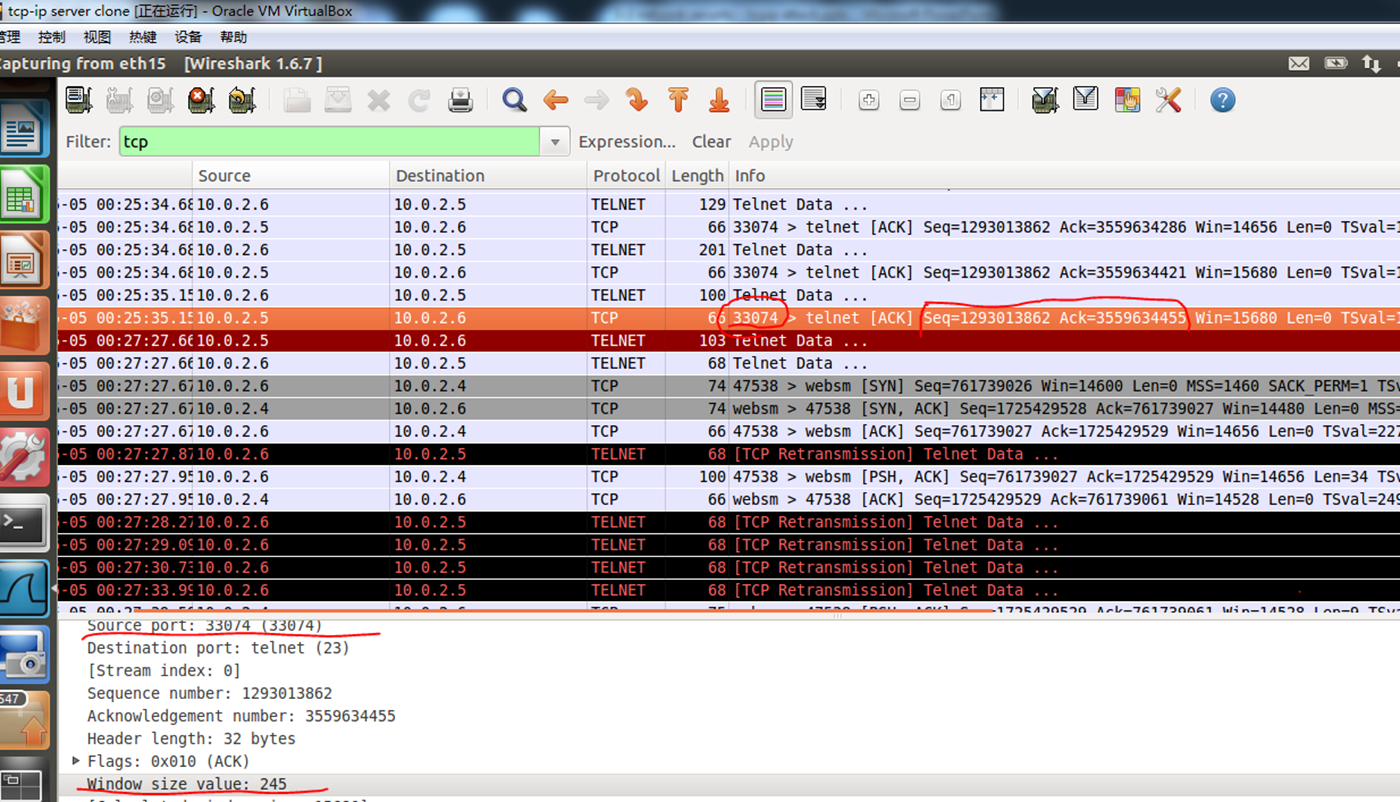 tcp-ip server clone [正在运行] - Oracle VM VirtualBox
管理 控制 视图 热键 设备 帮助
Capturing from eth15 [Wireshark 1.6.7 ]
Filter: tcp Expression... Clear Apply
Source Destination Protocol Length Info
-05 00:25:34.68 10.0.2.6 10.0.2.5 TELNET 129 Telnet Data ...
-05 00:25:34.68 10.0.2.5 10.0.2.6 TCP 66 33074 > telnet [ACK] Seq=1293013862 Ack=3559634286 Win=14656 Len=0 TSval=1
-05 00:25:34.68 10.0.2.6 10.0.2.5 TELNET 201 Telnet Data ...
-05 00:25:34.68 10.0.2.5 10.0.2.6 TCP 66 33074 > telnet [ACK] Seq=1293013862 Ack=3559634421 Win=15680 Len=0 TSval=1
-05 00:25:35.15 10.0.2.6 10.0.2.5 TELNET 100 Telnet Data ...
-05 00:25:35.15 10.0.2.5 10.0.2.6 TCP 66 33074 > telnet [ACK] Seq=1293013862 Ack=3559634455 Win=15680 Len=0 TSval=1
-05 00:27:27.66 10.0.2.5 10.0.2.6 TELNET 103 Telnet Data ...
-05 00:27:27.66 10.0.2.6 10.0.2.5 TELNET 68 Telnet Data ...
-05 00:27:27.67 10.0.2.6 10.0.2.4 TCP 74 47538 > websm [SYN] Seq=761739026 Win=14600 Len=0 MSS=1460 SACK_PERM=1 TS
-05 00:27:27.67 10.0.2.4 10.0.2.6 TCP 74 websm > 47538 [SYN, ACK] Seq=1725429528 Ack=761739027 Win=14480 Len=0 MSS=
-05 00:27:27.67 10.0.2.6 10.0.2.4 TCP 66 47538 > websm [ACK] Seq=761739027 Ack=1725429529 Win=14656 Len=0 TSval=227
-05 00:27:27.87 10.0.2.6 10.0.2.5 TELNET 68 [TCP Retransmission] Telnet Data ...
-05 00:27:27.95 10.0.2.6 10.0.2.4 TCP 100 47538 > websm [PSH, ACK] Seq=761739027 Ack=1725429529 Win=14656 Len=34 TS
-05 00:27:27.95 10.0.2.4 10.0.2.6 TCP 66 websm > 47538 [ACK] Seq=1725429529 Ack=761739061 Win=14528 Len=0 TSval=249
-05 00:27:28.27 10.0.2.6 10.0.2.5 TELNET 68 [TCP Retransmission] Telnet Data ...
-05 00:27:29.09 10.0.2.6 10.0.2.5 TELNET 68 [TCP Retransmission] Telnet Data ...
-05 00:27:30.73 10.0.2.6 10.0.2.5 TELNET 68 [TCP Retransmission] Telnet Data ...
-05 00:27:33.99 10.0.2.6 10.0.2.5 TELNET 68 [TCP Retransmission] Telnet Data ...
Source port: 33074 (33074)
Destination port: telnet (23)
[Stream index: 0]
Sequence number: 1293013862
Acknowledgement number: 3559634455
Header length: 32 bytes
547
Flags: 0x010 (ACK)
Window size value: 245